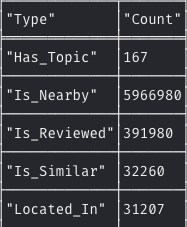 "Type" "Count"
"Has_Topic" 167
"Is_Nearby" 5966980
"Is_Reviewed" 391980
"Is_Similar" 32260
"Located_In" 31207